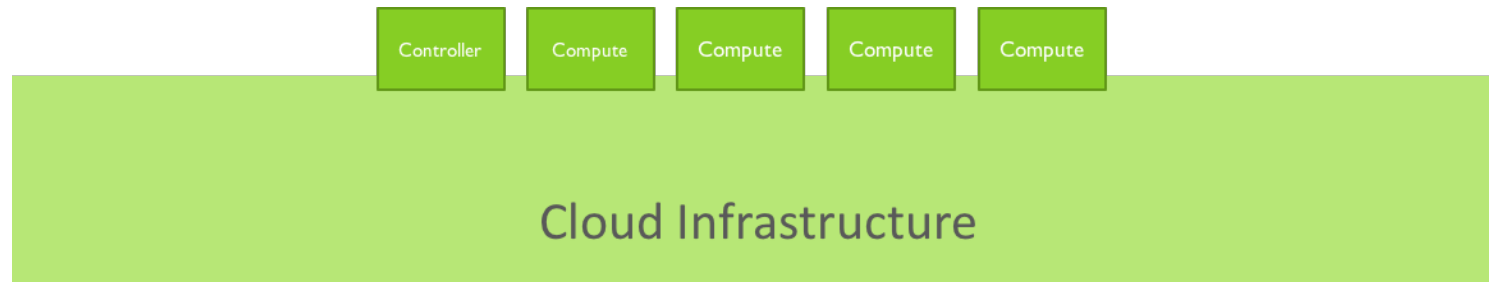 Controller
Compute
Compute
Compute
Compute
Cloud Infrastructure